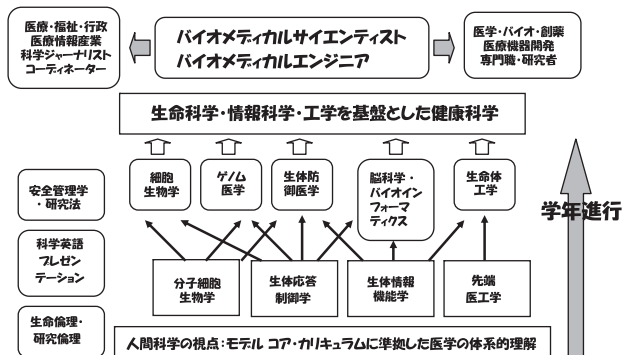 医療・福祉・行政
医療情報産業
科学ジャーナリスト
コーディネーター
バイオメディカルサイエンティスト
バイオメディカルエンジニア
医学・バイオ・創薬
医療機器開発
専門職・研究者
生命科学・情報科学・工学を基盤とした健康科学
細胞
生物学
ゲノム
医学
生体防
御医学
脳科学・
バイオイン
フォーマ
ティクス
生命体
工学
安全管理学
・研究法
学年進行
科学英語
プレゼン
テーション
分子細胞
生物学
生体応答
制御学
生体情報
機能学
先端
医工学
生命倫理・
研究倫理
人間科学の視点：モデル コア・カリキュラムに準拠した医学の体系的理解